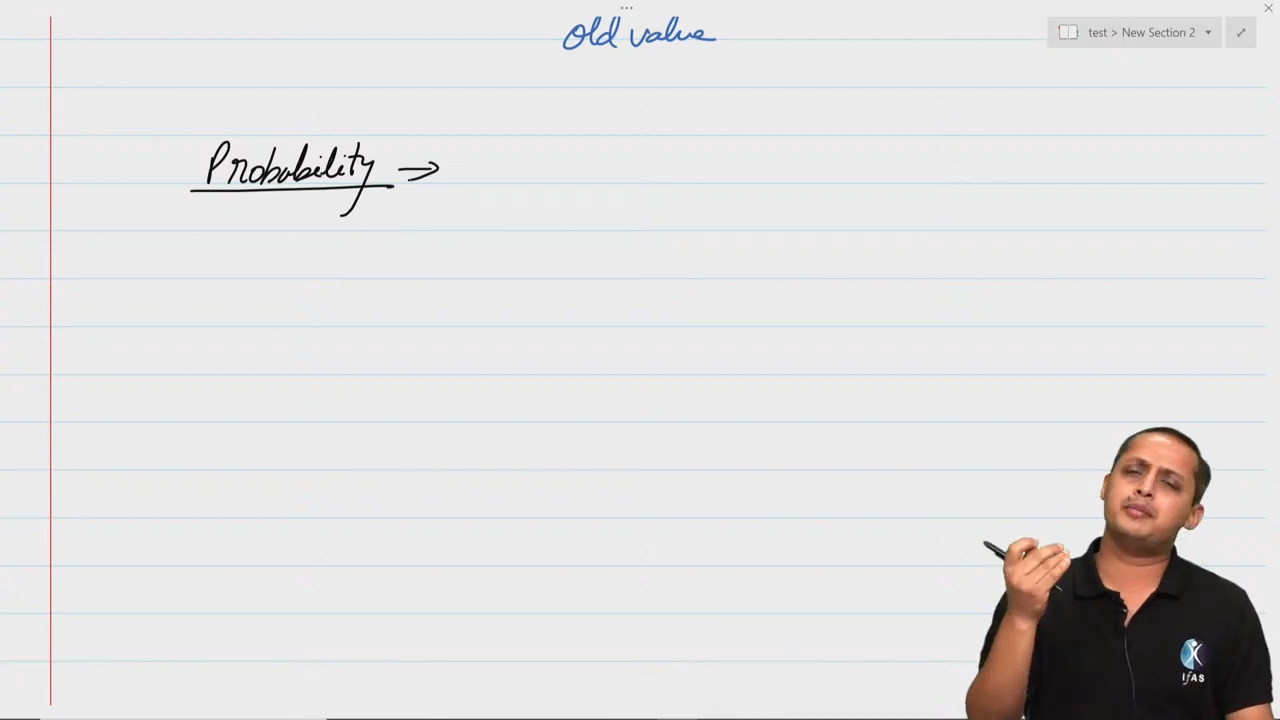 old value
test > New Section 2
Probability →
IFAS